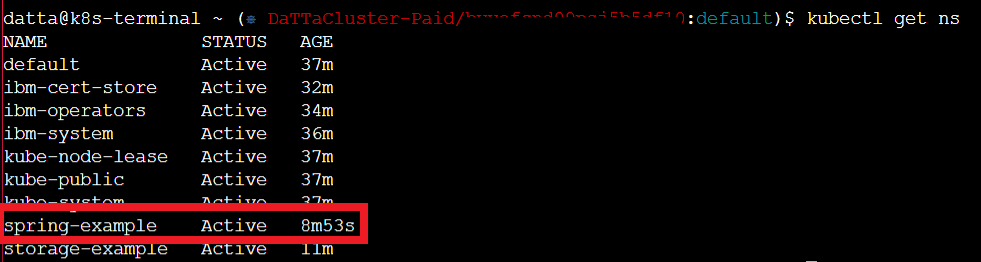 datta@k8s-terminal ~ (⎈ DaTTaCluster-Paid/:default)$ kubectl get ns
NAME STATUS AGE
default Active 37m
ibm-cert-store Active 32m
ibm-operators Active 34m
ibm-system Active 36m
kube-node-lease Active 37m
kube-public Active 37m
kube-system Active 37m
spring-example Active 8m53s
storage-example Active 11m